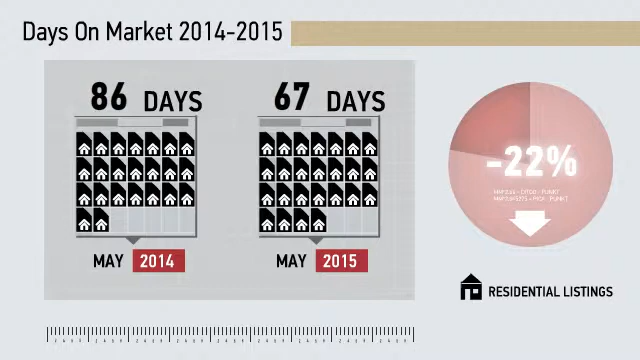 Days On Market 2014-2015
86 DAYS
67 DAYS
MAY 2014
MAY 2015
-22%
RESIDENTIAL LISTINGS